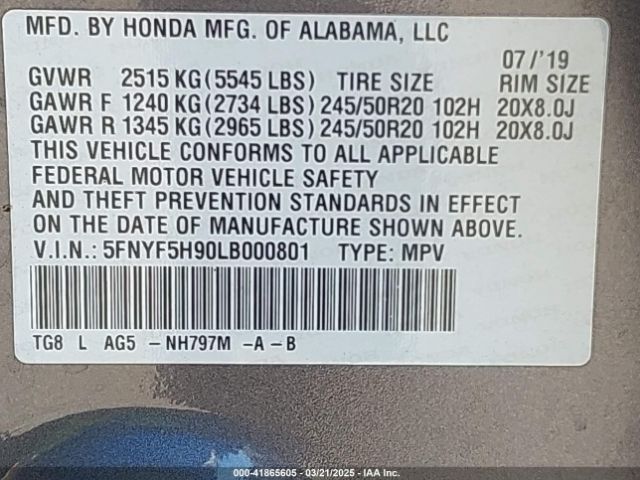 MFD. BY HONDA MFG. OF ALABAMA, LLC
07/'19
GVWR 2515 KG (5545 LBS) TIRE SIZE RIM SIZE
GAWR F 1240 KG (2734 LBS) 245/50R20 102H 20X8.0J
GAWR R 1345 KG (2965 LBS) 245/50R20 102H 20X8.0J
THIS VEHICLE CONFORMS TO ALL APPLICABLE
FEDERAL MOTOR VEHICLE SAFETY
AND THEFT PREVENTION STANDARDS IN EFFECT
ON THE DATE OF MANUFACTURE SHOWN ABOVE.
V.I.N.: 5FNYF5H90LB000801 TYPE: MPV
TG8 L AG5 -NH797M -A -B
000-41865605 - 03/21/2025 - IAA Inc.